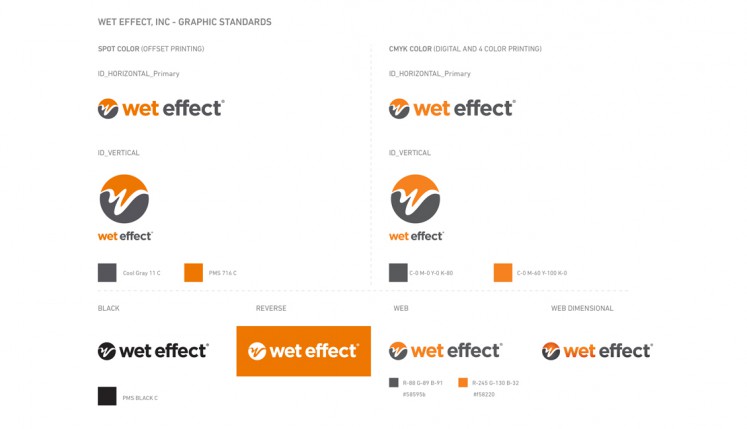 WET EFFECT, INC - GRAPHIC STANDARDS
SPOT COLOR (OFFSET PRINTING)
ID_HORIZONTAL_Primary
wet effect®
ID_VERTICAL
wet effect®
Cool Gray 11 C
PMS 716 C
CMYK COLOR (DIGITAL AND 4 COLOR PRINTING)
ID_HORIZONTAL_Primary
wet effect®
ID_VERTICAL
wet effect®
C-0 M-0 Y-0 K-80
C-0 M-60 Y-100 K-0
BLACK
wet effect®
PMS BLACK C
REVERSE
wet effect®
WEB
wet effect®
R-88 G-89 B-91
#58595b
R-245 G-130 B-32
#f58220
WEB DIMENSIONAL
wet effect®